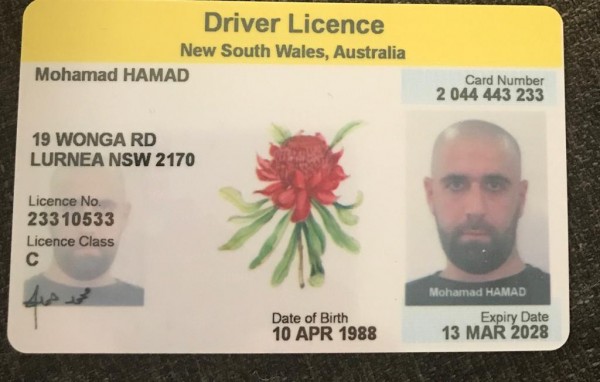 Driver Licence
New South Wales, Australia
Mohamad HAMAD
Card Number
2 044 443 233
19 WONGA RD
LURNEA NSW 2170
Licence No.
23310533
Licence Class
C
Mohamad HAMAD
Date of Birth
10 APR 1988
Expiry Date
13 MAR 2028